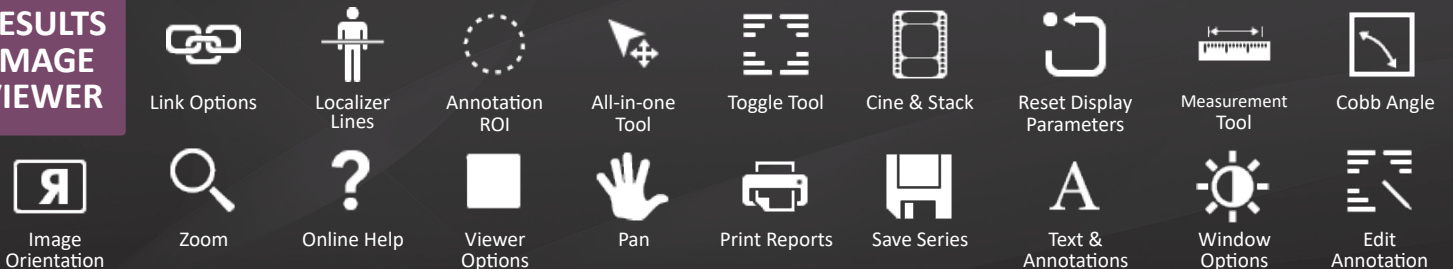 ESULTS
MAGE
IEWER
Link Options
Localizer
Lines
Annotation
ROI
All-in-one
Tool
Toggle Tool
Cine & Stack
Reset Display
Parameters
Measurement
Tool
Cobb Angle
Image
Orientation
Zoom
?
Online Help
Viewer
Options
Pan
Print Reports
Save Series
A
Text &
Annotations
Window
Options
Edit
Annotation